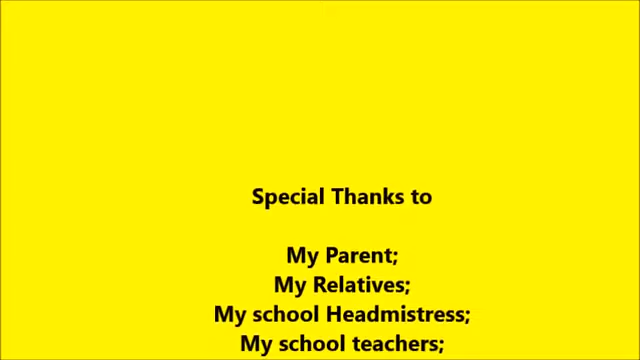 Special Thanks to
My Parent;
My Relatives;
My school Headmistress;
My school teachers;